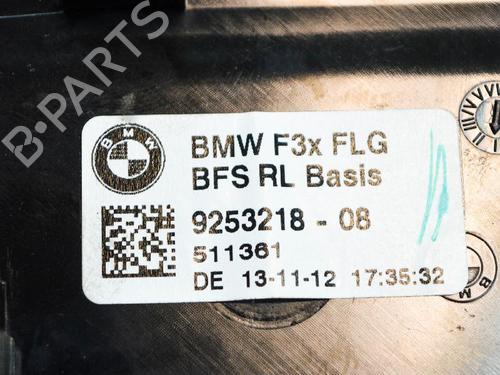 B-PARTS
BMW
BMW F3x FLG
BFS RL Basis
9253218 - 08
511361
DE 13-11-12 17:35:32